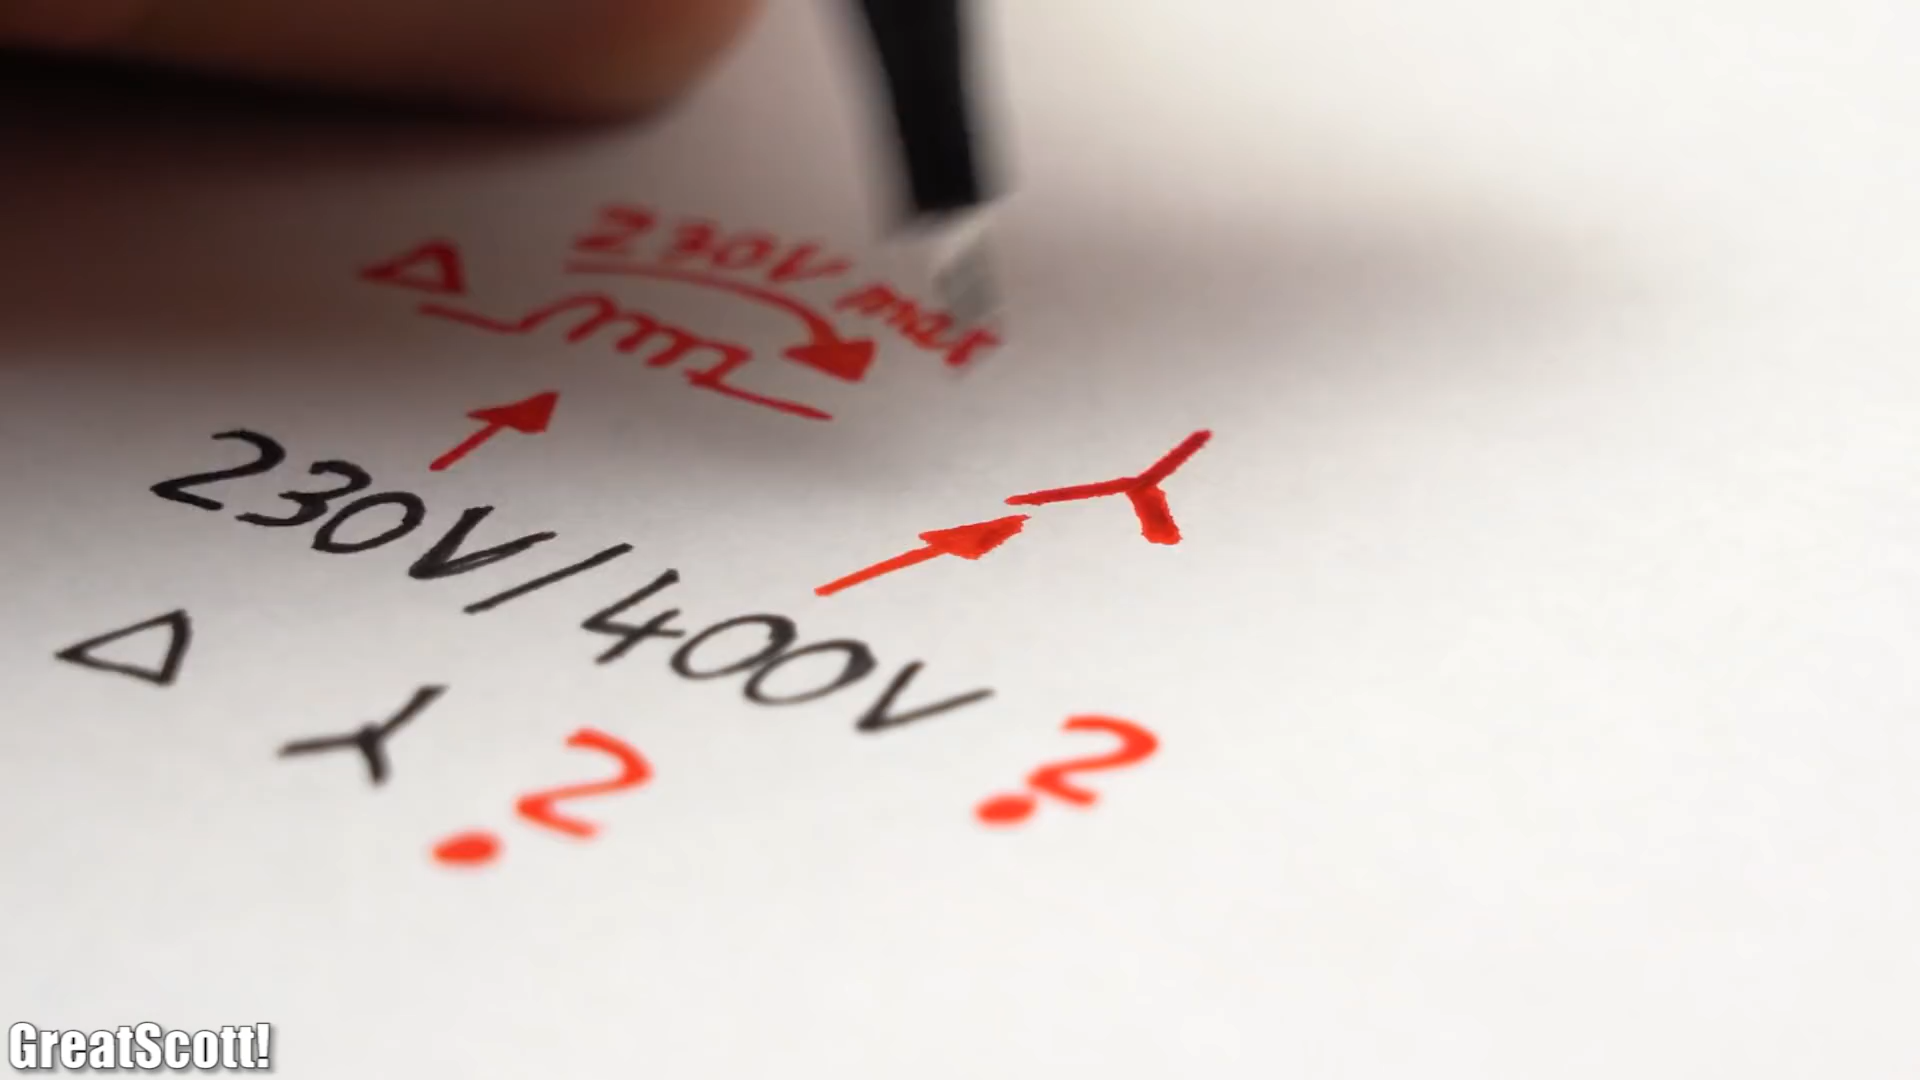 Δ 230V max
230V/400V Y
Δ Y ? ?
GreatScott!